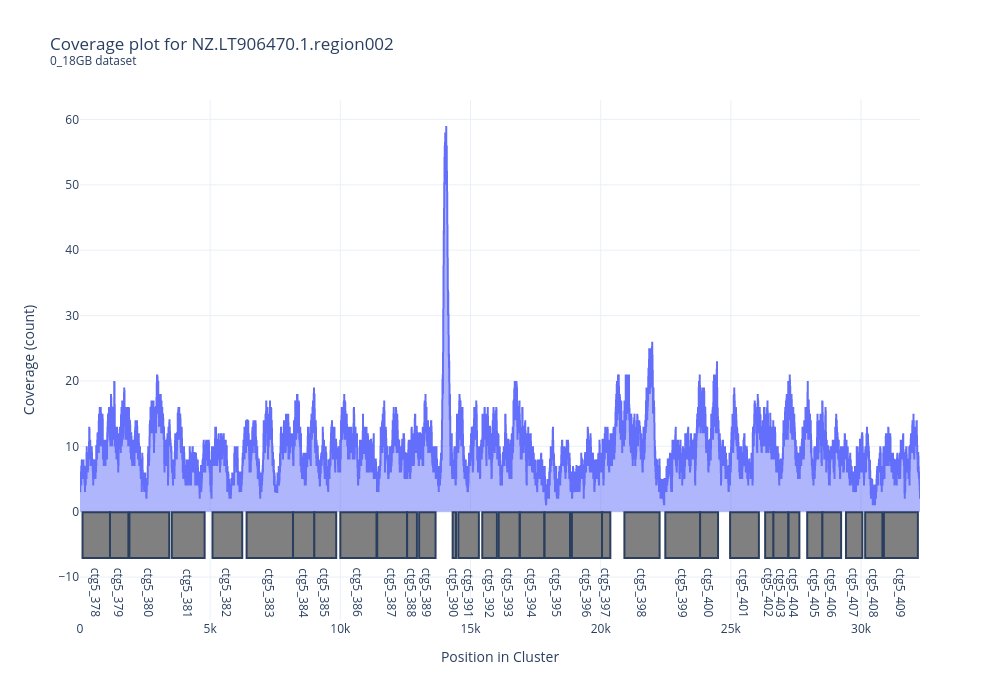 Coverage plot for NZ.LT906470.1.region002
0_18GB dataset
60
50
40
30
20
10
0
−10
Coverage (count)
ctg5_378
ctg5_379
ctg5_380
ctg5_381
ctg5_382
ctg5_383
ctg5_384
ctg5_385
ctg5_386
ctg5_387
ctg5_388
ctg5_389
ctg5_390
ctg5_391
ctg5_392
ctg5_393
ctg5_394
ctg5_395
ctg5_396
ctg5_397
ctg5_398
ctg5_399
ctg5_400
ctg5_401
ctg5_402
ctg5_403
ctg5_404
ctg5_405
ctg5_406
ctg5_407
ctg5_408
ctg5_409
0
5k
10k
15k
20k
25k
30k
Position in Cluster